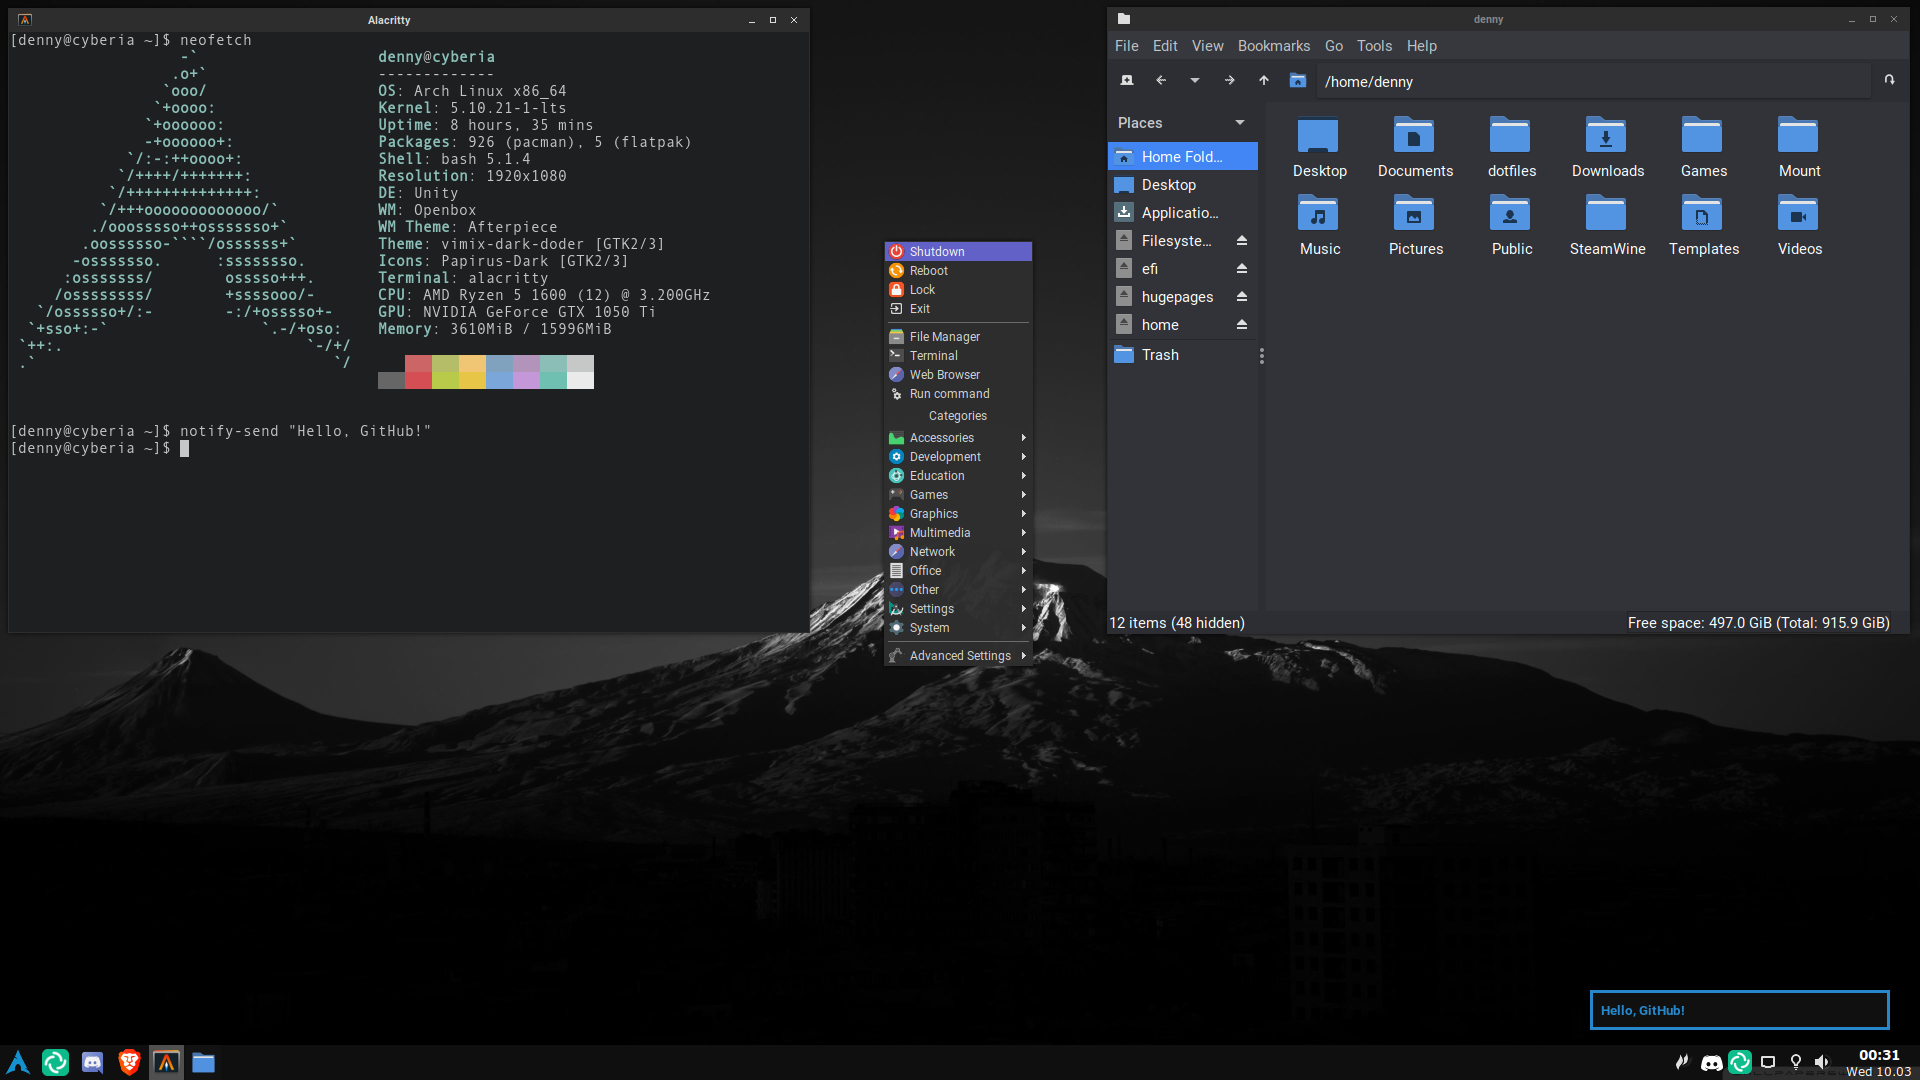 Alacritty
[denny@cyberia ~]$ neofetch
-`
.o+`
`ooo/
`+oooo:
`+oooooo:
-+oooooo+:
`/:-:++oooo+:
`/++++/+++++++:
`/++++++++++++++:
`/+++ooooooooooooo/`
./ooosssso++osssssso+`
.oossssso-````/ossssss+`
-osssssso. :ssssssso.
:osssssss/ osssso+++.
/ossssssss/ +ssssooo/-
`/ossssso+/:- -:/+osssso+-
`+sso+:-` `.-/+oso:
`++:. `-/+/
.` `/
denny@cyberia
-------------
OS: Arch Linux x86_64
Kernel: 5.10.21-1-lts
Uptime: 8 hours, 35 mins
Packages: 926 (pacman), 5 (flatpak)
Shell: bash 5.1.4
Resolution: 1920x1080
DE: Unity
WM: Openbox
WM Theme: Afterpiece
Theme: vimix-dark-doder [GTK2/3]
Icons: Papirus-Dark [GTK2/3]
Terminal: alacritty
CPU: AMD Ryzen 5 1600 (12) @ 3.200GHz
GPU: NVIDIA GeForce GTX 1050 Ti
Memory: 3610MiB / 15996MiB
[denny@cyberia ~]$ notify-send "Hello, GitHub!"
[denny@cyberia ~]$
Shutdown
Reboot
Lock
Exit
File Manager
Terminal
Web Browser
Run command
Categories
Accessories
Development
Education
Games
Graphics
Multimedia
Network
Office
Other
Settings
System
Advanced Settings
denny
File Edit View Bookmarks Go Tools Help
/home/denny
Places
Home Fold...
Desktop
Applicatio...
Filesyste...
efi
hugepages
home
Trash
Desktop Documents dotfiles Downloads Games Mount
Music Pictures Public SteamWine Templates Videos
12 items (48 hidden)
Free space: 497.0 GiB (Total: 915.9 GiB)
Hello, GitHub!
00:31
Wed 10.03